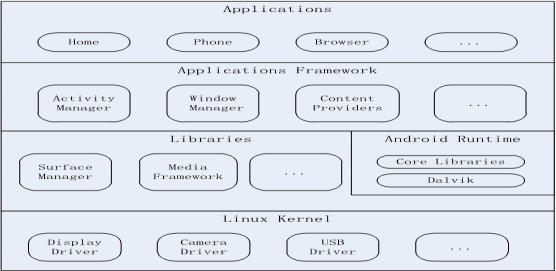 Applications
Home
Phone
Browser
...
Applications Framework
Activity
Manager
Window
Manager
Content
Providers
...
Libraries
Surface
Manager
Media
Framework
...
Android Runtime
Core Libraries
Dalvik
Linux Kernel
Display
Driver
Camera
Driver
USB
Driver
...